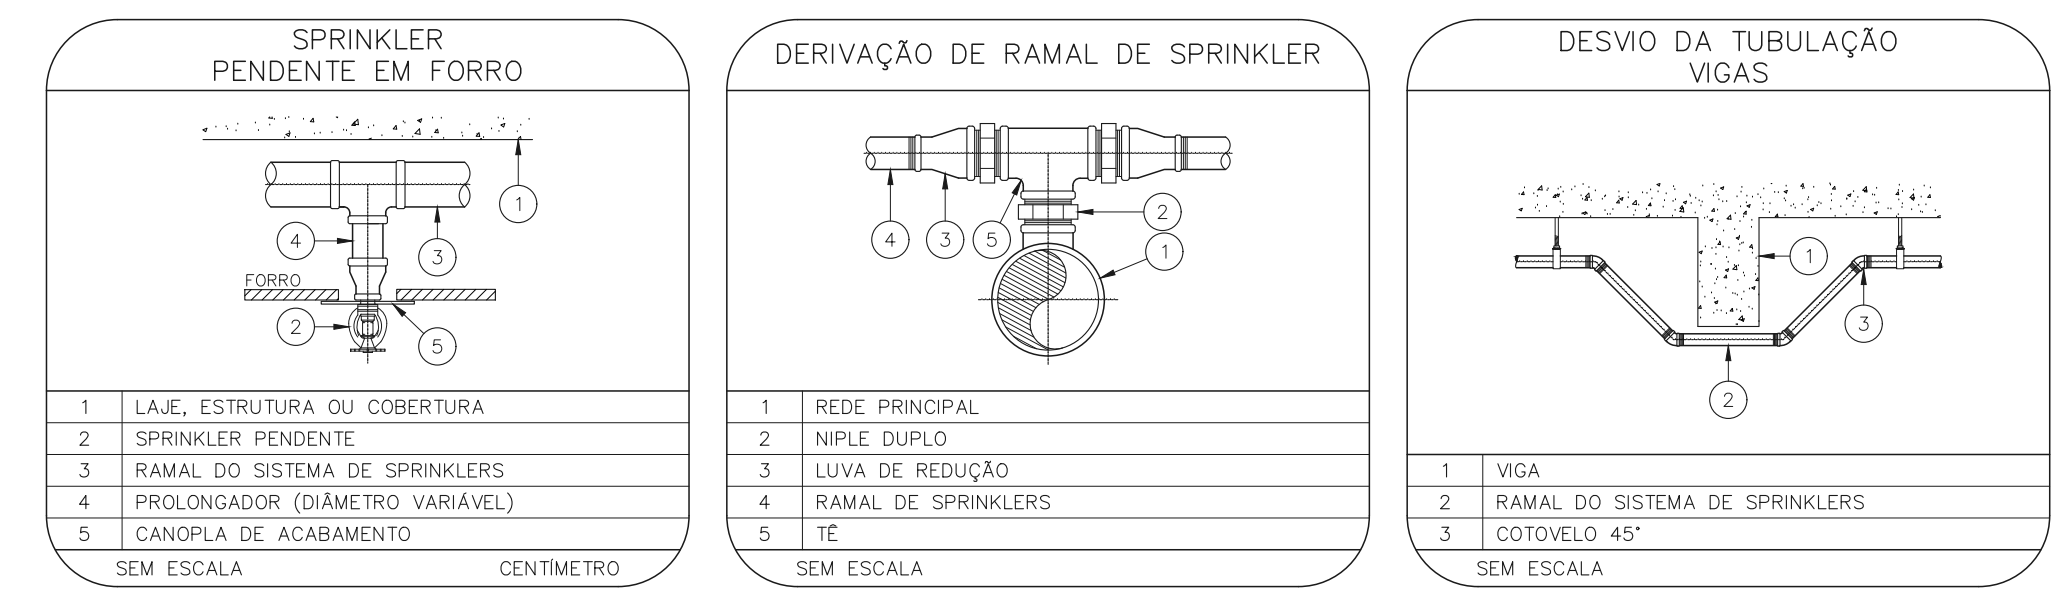 SPRINKLER
PENDENTE EM FORRO
1
4
3
FORRO
2
5
1 LAJE, ESTRUTURA OU COBERTURA
2 SPRINKLER PENDENTE
3 RAMAL DO SISTEMA DE SPRINKLERS
4 PROLONGADOR (DIÂMETRO VARIÁVEL)
5 CANOPLA DE ACABAMENTO
SEM ESCALA CENTÍMETRO
DERIVAÇÃO DE RAMAL DE SPRINKLER
2
4 3 5
1
1 REDE PRINCIPAL
2 NIPLE DUPLO
3 LUVA DE REDUÇÃO
4 RAMAL DE SPRINKLERS
5 TÊ
SEM ESCALA
DESVIO DA TUBULAÇÃO
VIGAS
1
3
2
1 VIGA
2 RAMAL DO SISTEMA DE SPRINKLERS
3 COTOVELO 45°
SEM ESCALA